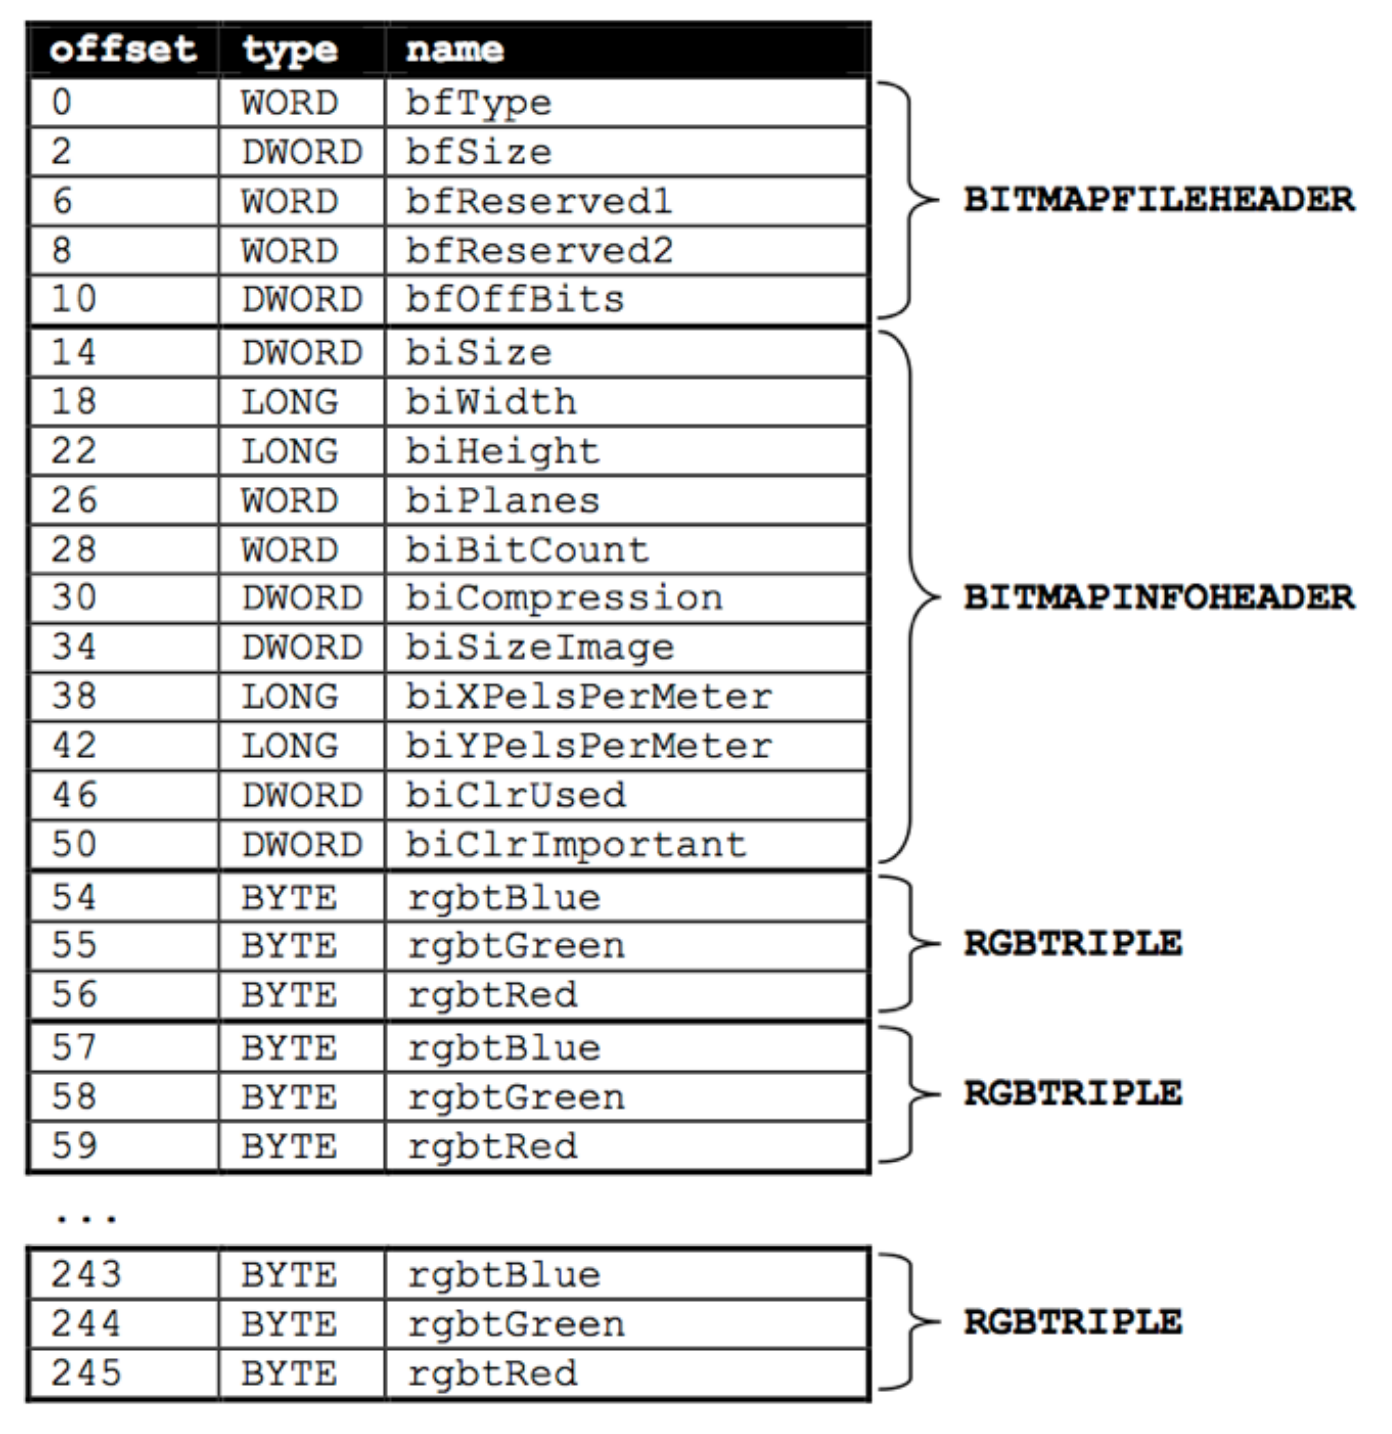 offset type name
0 WORD bfType
2 DWORD bfSize
6 WORD bfReserved1
BITMAPFILEHEADER
8 WORD bfReserved2
10 DWORD bfOffBits
14 DWORD biSize
18 LONG biWidth
22 LONG biHeight
26 WORD biPlanes
28 WORD biBitCount
30 DWORD biCompression
BITMAPINFOHEADER
34 DWORD biSizeImage
38 LONG biXPelsPerMeter
42 LONG biYPelsPerMeter
46 DWORD biClrUsed
50 DWORD biClrImportant
54 BYTE rgbtBlue
55 BYTE rgbtGreen
RGBTRIPLE
56 BYTE rgbtRed
57 BYTE rgbtBlue
58 BYTE rgbtGreen
RGBTRIPLE
59 BYTE rgbtRed
...
243 BYTE rgbtBlue
244 BYTE rgbtGreen
RGBTRIPLE
245 BYTE rgbtRed